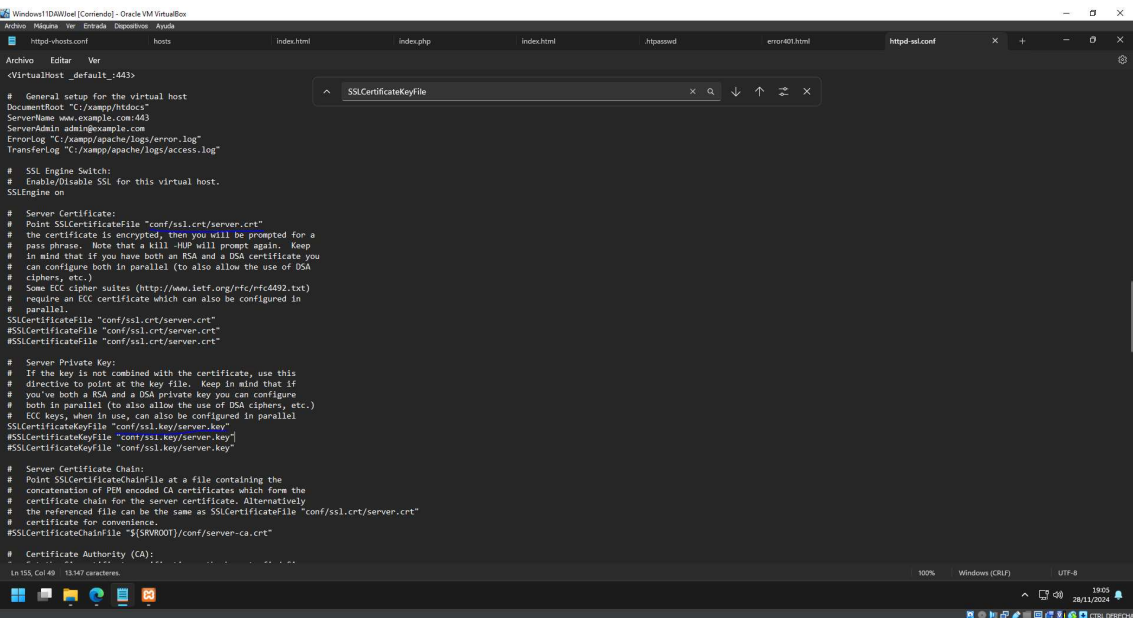 Windows11DAWJoel [Corriendo] - Oracle VM VirtualBox
Archivo Máquina Ver Entrada Dispositivos Ayuda
httpd-vhosts.conf hosts index.html index.php index.html .htpasswd error401.html httpd-ssl.conf
Archivo Editar Ver
SSLCertificateKeyFile
<VirtualHost _default_:443>
# General setup for the virtual host
DocumentRoot "C:/xampp/htdocs"
ServerName www.example.com:443
ServerAdmin admin@example.com
ErrorLog "C:/xampp/apache/logs/error.log"
TransferLog "C:/xampp/apache/logs/access.log"
# SSL Engine Switch:
# Enable/Disable SSL for this virtual host.
SSLEngine on
# Server Certificate:
# Point SSLCertificateFile "conf/ssl.crt/server.crt"
# the certificate is encrypted, then you will be prompted for a
# pass phrase. Note that a kill -HUP will prompt again. Keep
# in mind that if you have both an RSA and a DSA certificate you
# can configure both in parallel (to also allow the use of DSA
# ciphers, etc.)
# Some ECC cipher suites (http://www.ietf.org/rfc/rfc4492.txt)
# require an ECC certificate which can also be configured in
# parallel.
SSLCertificateFile "conf/ssl.crt/server.crt"
#SSLCertificateFile "conf/ssl.crt/server.crt"
#SSLCertificateFile "conf/ssl.crt/server.crt"
# Server Private Key:
# If the key is not combined with the certificate, use this
# directive to point at the key file. Keep in mind that if
# you've both a RSA and a DSA private key you can configure
# both in parallel (to also allow the use of DSA ciphers, etc.)
# ECC keys, when in use, can also be configured in parallel
SSLCertificateKeyFile "conf/ssl.key/server.key"
#SSLCertificateKeyFile "conf/ssl.key/server.key"
#SSLCertificateKeyFile "conf/ssl.key/server.key"
# Server Certificate Chain:
# Point SSLCertificateChainFile at a file containing the
# concatenation of PEM encoded CA certificates which form the
# certificate chain for the server certificate. Alternatively
# the referenced file can be the same as SSLCertificateFile "conf/ssl.crt/server.crt"
# certificate for convenience.
#SSLCertificateChainFile "${SRVROOT}/conf/server-ca.crt"
# Certificate Authority (CA):
Ln 155, Col 49 13.147 caracteres. 100% Windows (CRLF) UTF-8
19:05
28/11/2024
CTRL DERECHA